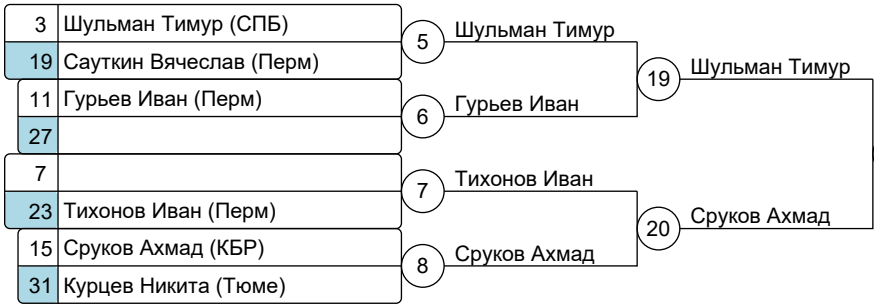 3 Шульман Тимур (СПБ)
19 Сауткин Вячеслав (Перм)
5 Шульман Тимур
11 Гурьев Иван (Перм)
27
6 Гурьев Иван
19 Шульман Тимур
7
23 Тихонов Иван (Перм)
7 Тихонов Иван
15 Сруков Ахмад (КБР)
31 Курцев Никита (Тюме)
8 Сруков Ахмад
20 Сруков Ахмад